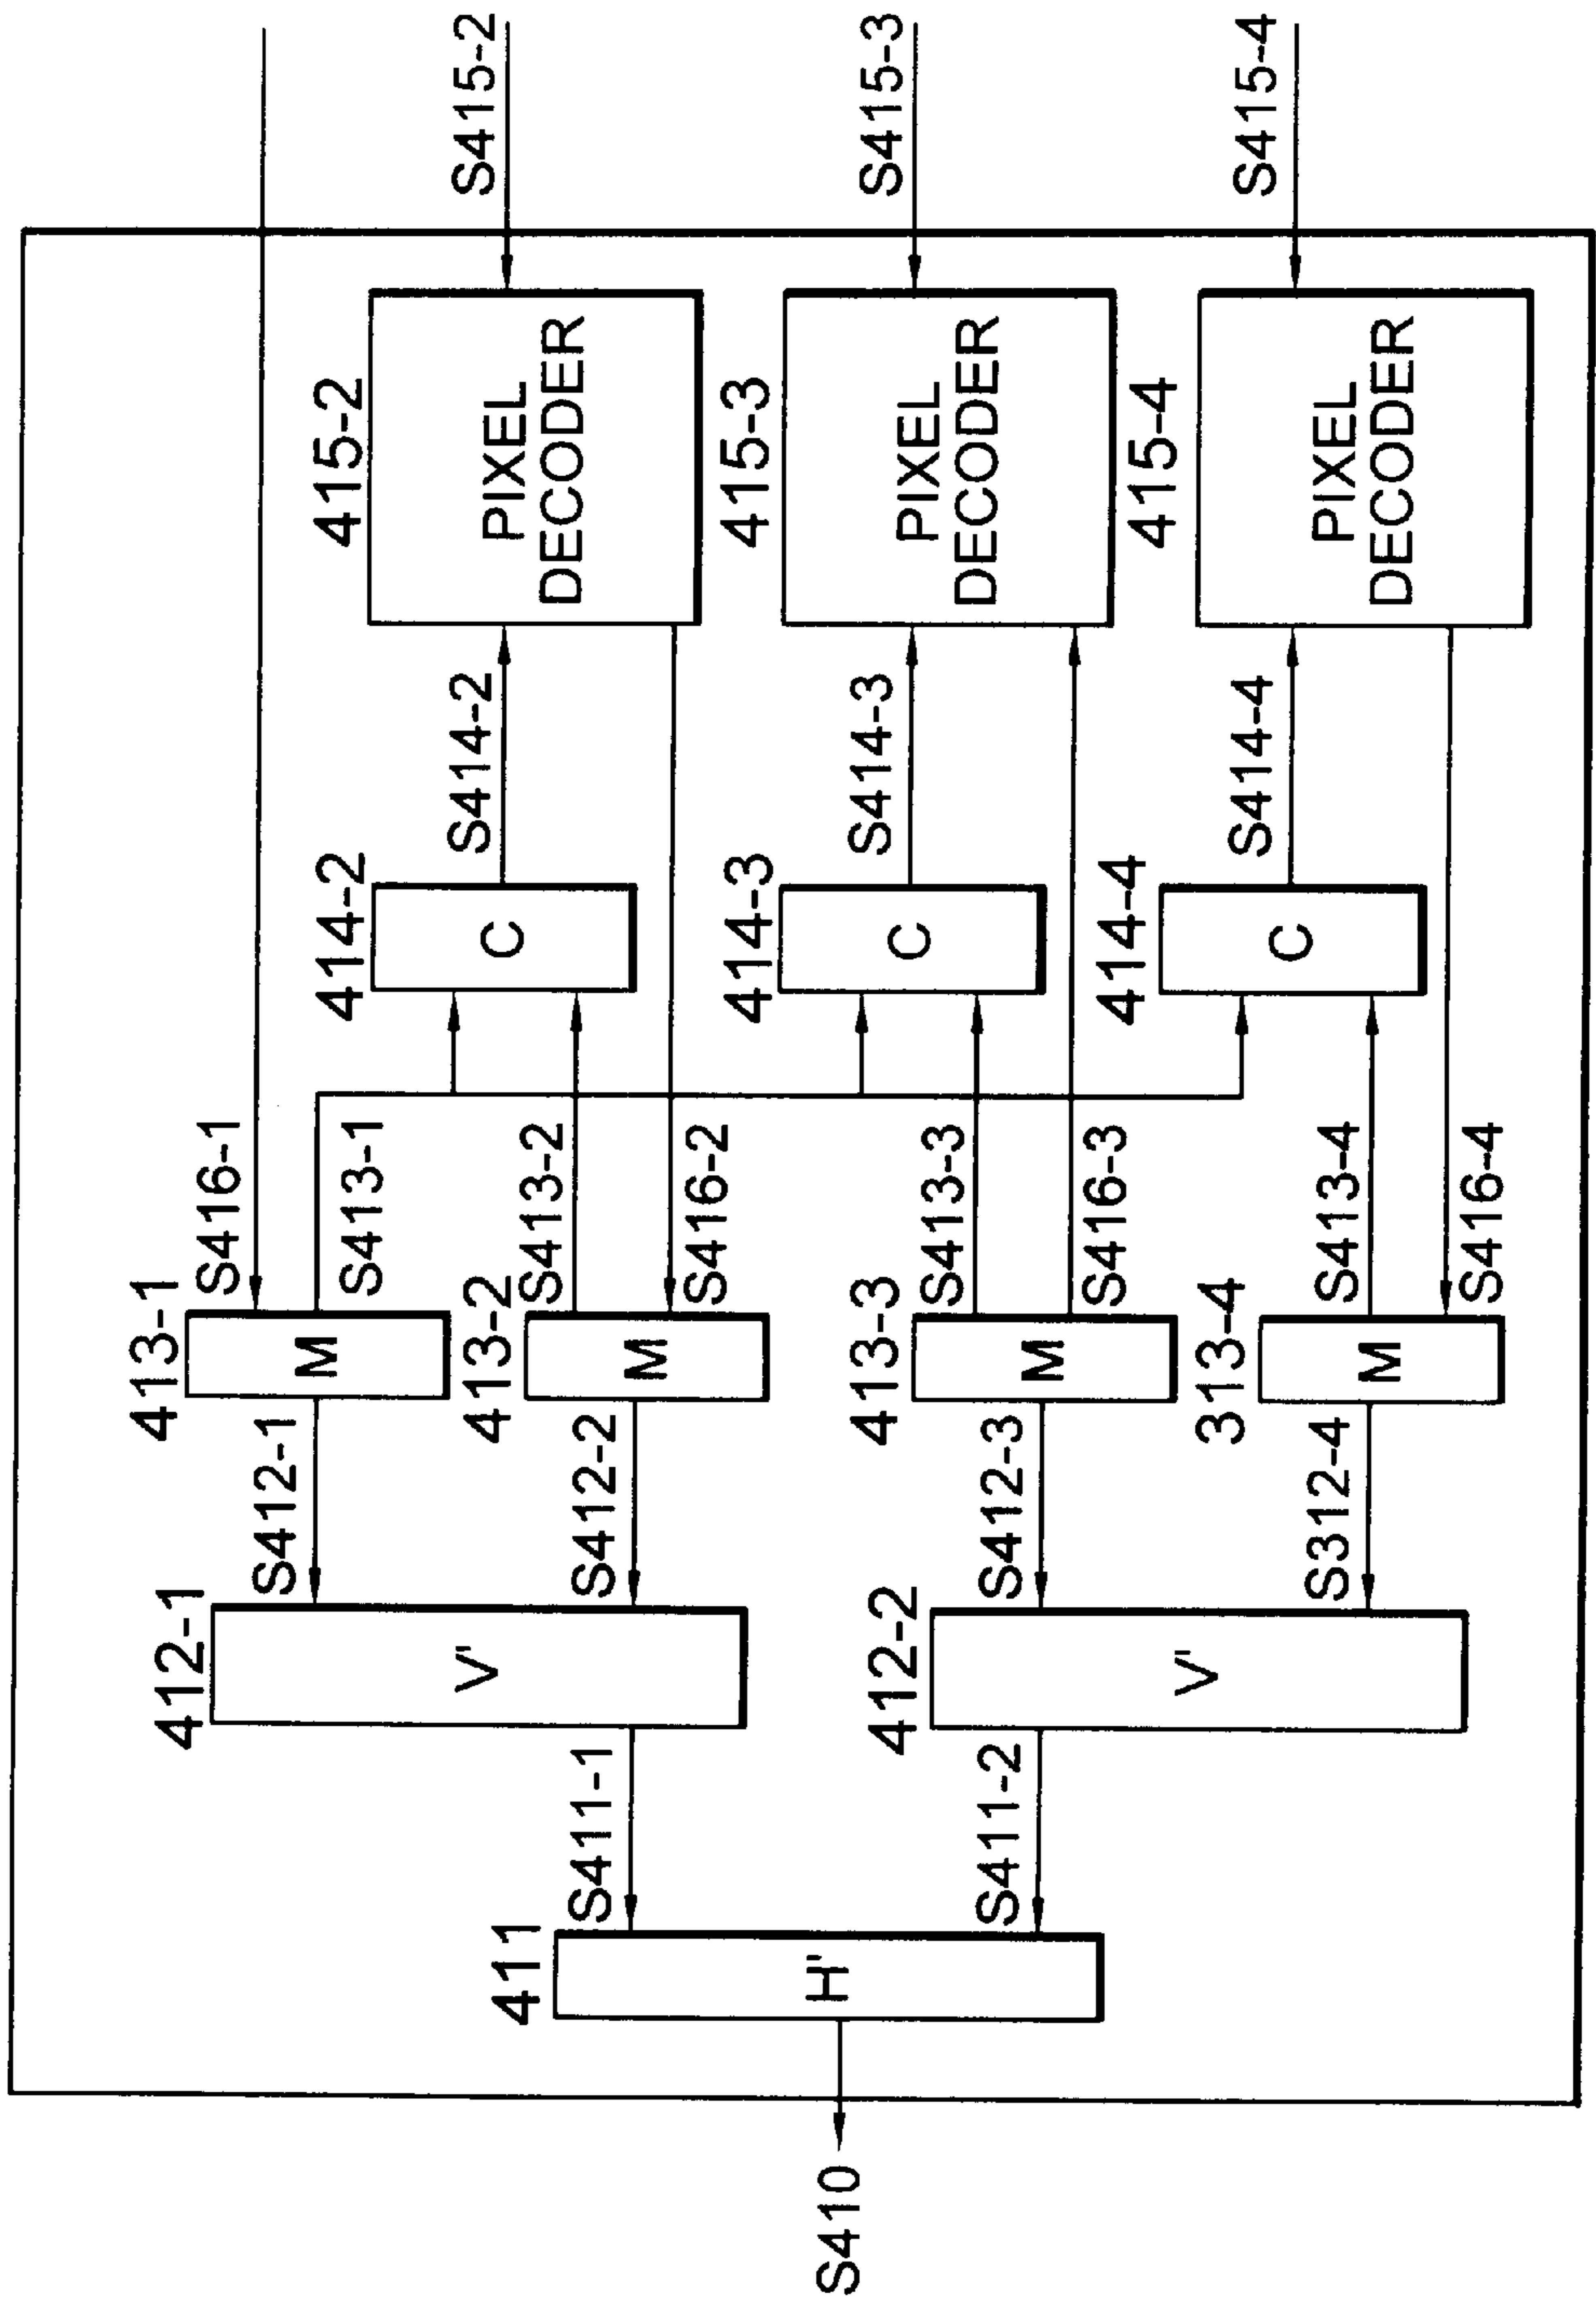 S415-2
S415-3
S415-4
415-2
PIXEL
DECODER
415-3
PIXEL
DECODER
415-4
PIXEL
DECODER
S414-2
S414-3
S414-4
414-2
C
414-3
C
414-4
C
S416-1
S413-1
S413-2
S416-2
S413-3
S416-3
S413-4
S416-4
413-1
M
413-2
M
413-3
M
313-4
M
S412-1
S412-2
S412-3
S312-4
412-1
V'
412-2
V'
S411-1
S411-2
411
H'
S410